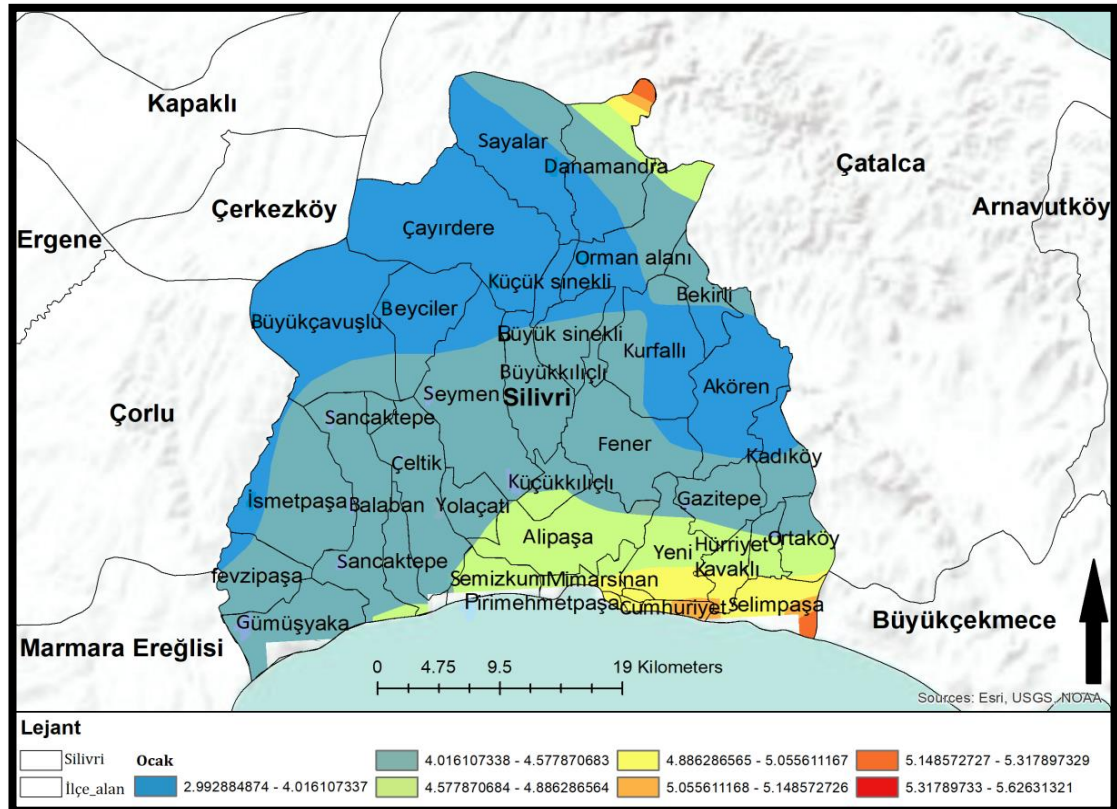 Kapaklı
Sayalar
Danamandra
Çatalca
Çerkezköy
Arnavutköy
Ergene
Çayırdere
Orman alanı
Küçük sinekli
Bekirli
Beyciler
Büyükçavuşlu
Büyük sinekli
Kurfallı
Büyükkılıçlı
Akören
Seymen
Silivri
Çorlu
Sancaktepe
Fener
Kadıköy
Çeltik
Küçükkılıçlı
Gazitepe
İsmetpaşa
Balaban
Yolaçatı
Alipaşa
Yeni
Hürriyet
Ortaköy
Sancaktepe
Kavaklı
fevzipaşa
Semizkum
Mimarsinan
Pirimehmetpaşa
Cumhuriyet
Selimpaşa
Gümüşyaka
Büyükçekmece
Marmara Ereğlisi
0 4.75 9.5 19 Kilometers
Sources: Esri, USGS, NOAA
Lejant
Silivri
Ocak
İlçe_alan
2.992884874 - 4.016107337
4.016107338 - 4.577870683
4.577870684 - 4.886286564
4.886286565 - 5.055611167
5.055611168 - 5.148572726
5.148572727 - 5.317897329
5.31789733 - 5.62631321